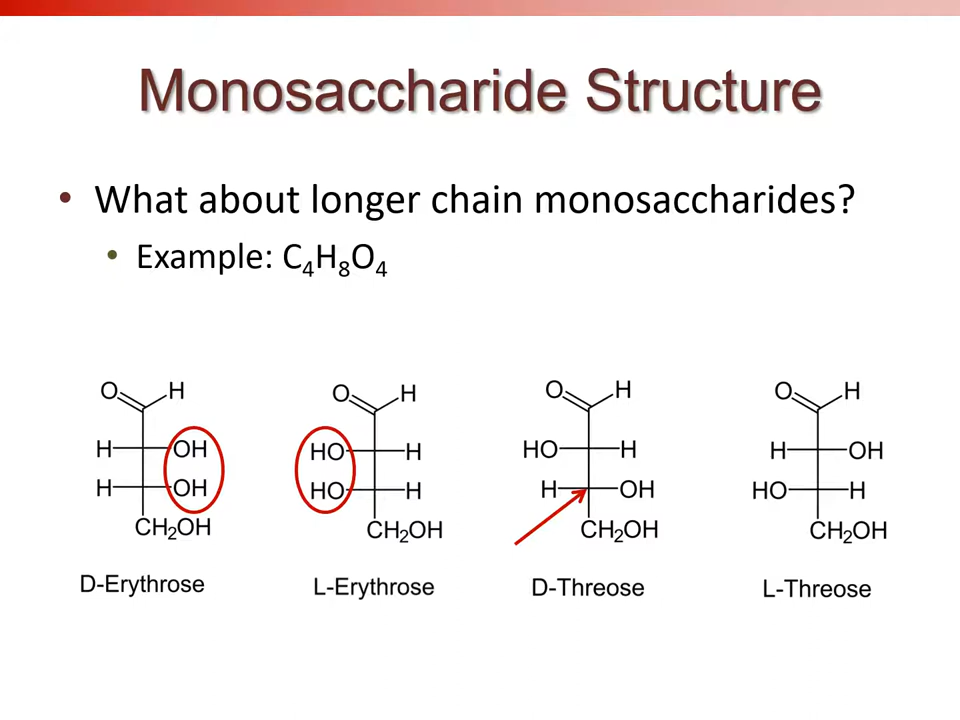 Monosaccharide Structure
• What about longer chain monosaccharides?
• Example: C₄H₈O₄
O H O H O H O H
H OH HO H HO H H OH
H OH HO H H OH HO H
CH₂OH CH₂OH CH₂OH CH₂OH
D-Erythrose L-Erythrose D-Threose L-Threose